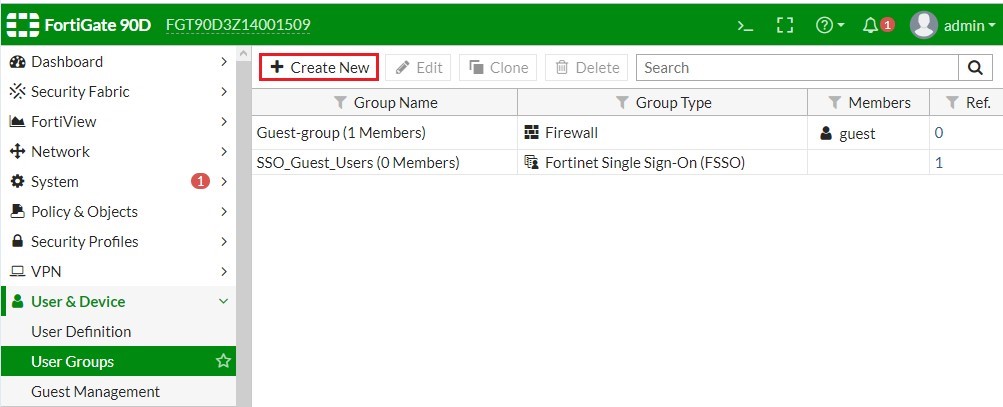 FortiGate 90D FGT90D3Z14001509 >_ ? 1 admin
Dashboard
Security Fabric
FortiView
Network
System 1
Policy & Objects
Security Profiles
VPN
User & Device
User Definition
User Groups
Guest Management
+ Create New Edit Clone Delete Search
Group Name Group Type Members Ref.
Guest-group (1 Members) Firewall guest 0
SSO_Guest_Users (0 Members) Fortinet Single Sign-On (FSSO) 1